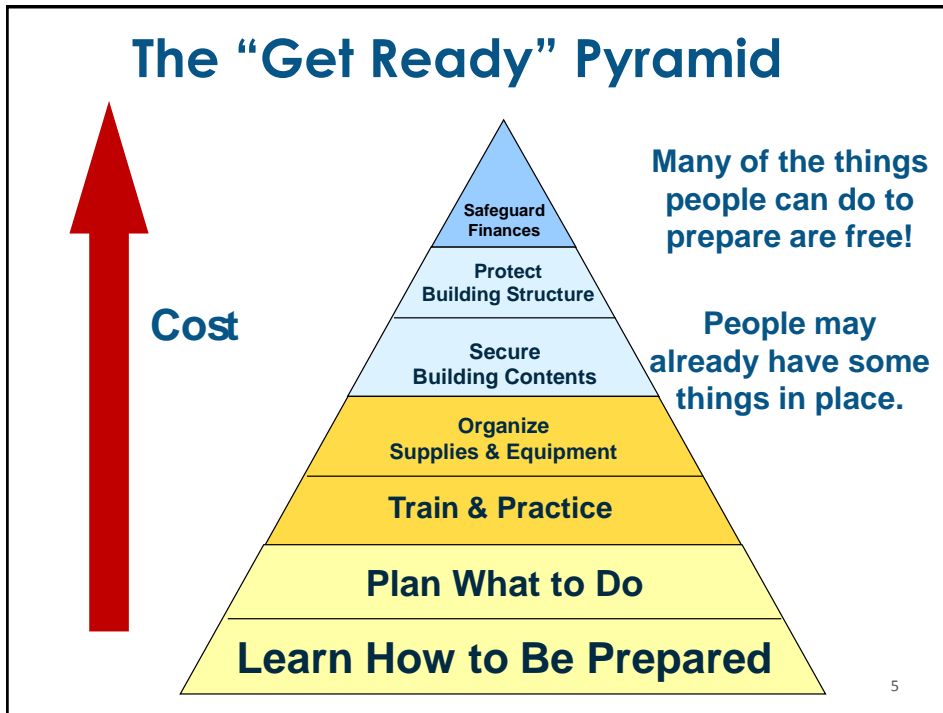 The “Get Ready” Pyramid
Many of the things
people can do to
prepare are free!
Safeguard
Finances
Protect
Building Structure
Cost
People may
already have some
things in place.
Secure
Building Contents
Organize
Supplies & Equipment
Train & Practice
Plan What to Do
Learn How to Be Prepared
5